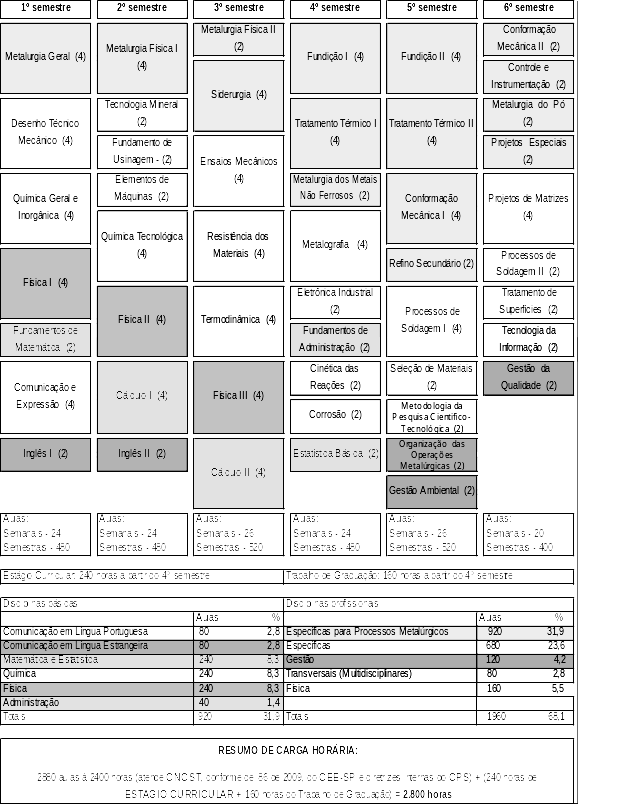 1º semestre 2º semestre 3º semestre 4º semestre 5º semestre 6º semestre
Metalurgia Geral (4)
Desenho Técnico
Mecânico (4)
Química Geral e
Inorgânica (4)
Física I (4)
Fundamentos de
Matemática (2)
Comunicação e
Expressão (4)
Inglês I (2)
Aulas:
Semanais - 24
Semestrais - 480
Metalurgia Física I
(4)
Tecnologia Mineral
(2)
Fundamento de
Usinagem - (2)
Elementos de
Máquinas (2)
Química Tecnológica
(4)
Física II (4)
Cálculo I (4)
Inglês II (2)
Aulas:
Semanais - 24
Semestrais - 480
Metalurgia Física II
(2)
Siderurgia (4)
Ensaios Mecânicos
(4)
Resistência dos
Materiais (4)
Termodinâmica (4)
Física III (4)
Cálculo II (4)
Aulas:
Semanais - 26
Semestrais - 520
Fundição I (4)
Tratamento Térmico I
(4)
Metalurgia dos Metais
Não Ferrosos (2)
Metalografia (4)
Eletrônica Industrial
(2)
Fundamentos de
Administração (2)
Cinética das
Reações (2)
Corrosão (2)
Estatística Básica (2)
Aulas:
Semanais - 24
Semestrais - 480
Fundição II (4)
Tratamento Térmico II
(4)
Conformação
Mecânica I (4)
Refino Secundário (2)
Processos de
Soldagem I (4)
Seleção de Materiais
(2)
Metodologia da
Pesquisa Científico-
Tecnológica (2)
Organização das
Operações
Metalúrgicas (2)
Gestão Ambiental (2)
Aulas:
Semanais - 26
Semestrais - 520
Conformação
Mecânica II (2)
Controle e
Instrumentação (2)
Metalurgia do Pó
(2)
Projetos Especiais
(2)
Projetos de Matrizes
(4)
Processos de
Soldagem II (2)
Tratamento de
Superfícies (2)
Tecnologia da
Informação (2)
Gestão da
Qualidade (2)
Aulas:
Semanais - 20
Semestrais - 400
Estágio Curricular: 240 horas a partir do 4º semestre Trabalho de Graduação: 160 horas a partir do 4º semestre
Disciplinas básicas Disciplinas profissionais
Aulas % Aulas %
Comunicação em Língua Portuguesa 80 2,8 Específicas para Processos Metalúrgicos 920 31,9
Comunicação em Língua Estrangeira 80 2,8 Específicas 680 23,6
Matemática e Estatística 240 8,3 Gestão 120 4,2
Química 240 8,3 Transversais (Multidisciplinares) 80 2,8
Física 240 8,3 Física 160 5,5
Administração 40 1,4
Totais 920 31,9 Totais 1960 68,1
RESUMO DE CARGA HORÁRIA:
2880 aulas à 2400 horas (atende CNCST, conforme del 86 de 2009, do CEE-SP e diretrizes internas do CPS) + (240 horas de
ESTÁGIO CURRICULAR + 160 horas do Trabalho de Graduação) = 2.800 horas